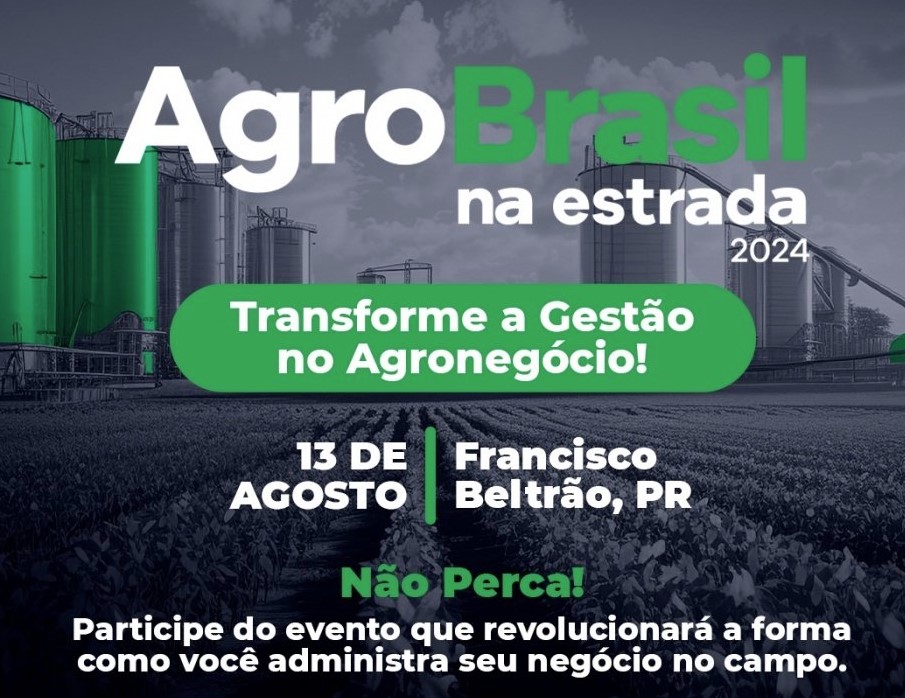 AgroBrasil
na estrada
2024
Transforme a Gestão
no Agronegócio!
13 DE
AGOSTO
Francisco
Beltrão, PR
Não Perca!
Participe do evento que revolucionará a forma
como você administra seu negócio no campo.